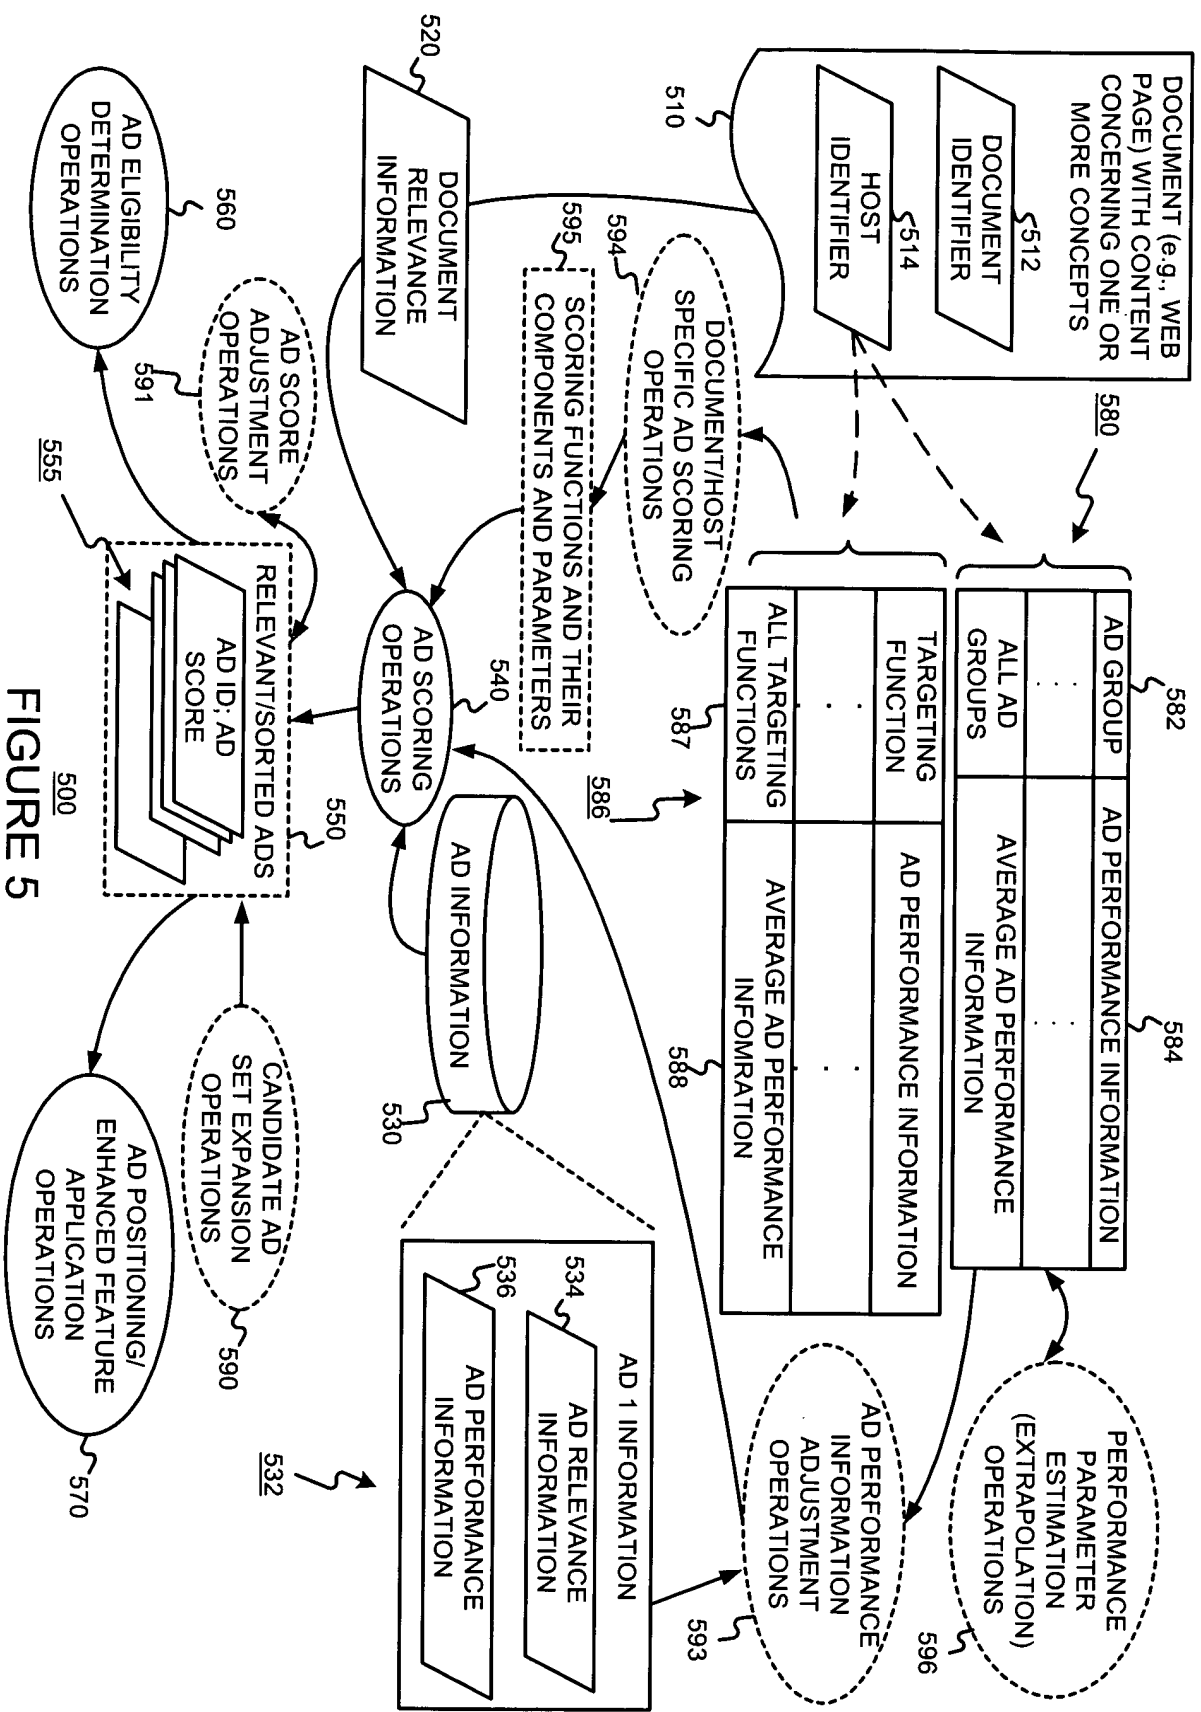 DOCUMENT (e.g., WEB
PAGE) WITH CONTENT
CONCERNING ONE OR
MORE CONCEPTS
DOCUMENT
IDENTIFIER
512
HOST
IDENTIFIER
514
510
580
AD GROUP
582
AD PERFORMANCE INFORMATION
584
. . .
. . .
ALL AD
GROUPS
AVERAGE AD PERFORMANCE
INFORMATION
PERFORMANCE
PARAMETER
ESTIMATION
(EXTRAPOLATION)
OPERATIONS
596
TARGETING
FUNCTION
AD PERFORMANCE INFORMATION
. . .
. . .
ALL TARGETING
FUNCTIONS
587
AVERAGE AD PERFORMANCE
INFOMRATION
588
586
AD PERFORMANCE
INFORMATION
ADJUSTMENT
OPERATIONS
593
DOCUMENT/HOST
SPECIFIC AD SCORING
OPERATIONS
594
595
SCORING FUNCTIONS AND THEIR
COMPONENTS AND PARAMETERS
520
DOCUMENT
RELEVANCE
INFORMATION
540
AD SCORING
OPERATIONS
AD INFORMATION
530
AD 1 INFORMATION
534
AD RELEVANCE
INFORMATION
536
AD PERFORMANCE
INFORMATION
532
560
AD ELIGIBILITY
DETERMINATION
OPERATIONS
AD SCORE
ADJUSTMENT
OPERATIONS
591
555
RELEVANT/SORTED ADS
550
AD ID; AD
SCORE
CANDIDATE AD
SET EXPANSION
OPERATIONS
590
AD POSITIONING/
ENHANCED FEATURE
APPLICATION
OPERATIONS
570
500
FIGURE 5